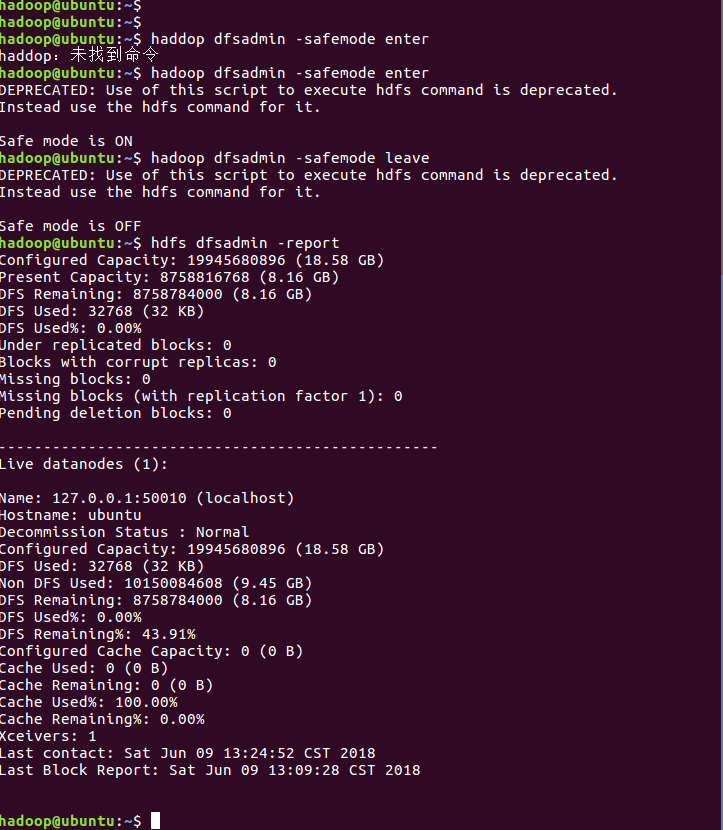 hadoop@ubuntu:~$
hadoop@ubuntu:~$
hadoop@ubuntu:~$ haddop dfsadmin -safemode enter
haddop：未找到命令
hadoop@ubuntu:~$ hadoop dfsadmin -safemode enter
DEPRECATED: Use of this script to execute hdfs command is deprecated.
Instead use the hdfs command for it.

Safe mode is ON
hadoop@ubuntu:~$ hadoop dfsadmin -safemode leave
DEPRECATED: Use of this script to execute hdfs command is deprecated.
Instead use the hdfs command for it.

Safe mode is OFF
hadoop@ubuntu:~$ hdfs dfsadmin -report
Configured Capacity: 19945680896 (18.58 GB)
Present Capacity: 8758816768 (8.16 GB)
DFS Remaining: 8758784000 (8.16 GB)
DFS Used: 32768 (32 KB)
DFS Used%: 0.00%
Under replicated blocks: 0
Blocks with corrupt replicas: 0
Missing blocks: 0
Missing blocks (with replication factor 1): 0
Pending deletion blocks: 0

-------------------------------------------------
Live datanodes (1):

Name: 127.0.0.1:50010 (localhost)
Hostname: ubuntu
Decommission Status : Normal
Configured Capacity: 19945680896 (18.58 GB)
DFS Used: 32768 (32 KB)
Non DFS Used: 10150084608 (9.45 GB)
DFS Remaining: 8758784000 (8.16 GB)
DFS Used%: 0.00%
DFS Remaining%: 43.91%
Configured Cache Capacity: 0 (0 B)
Cache Used: 0 (0 B)
Cache Remaining: 0 (0 B)
Cache Used%: 100.00%
Cache Remaining%: 0.00%
Xceivers: 1
Last contact: Sat Jun 09 13:24:52 CST 2018
Last Block Report: Sat Jun 09 13:09:28 CST 2018

hadoop@ubuntu:~$